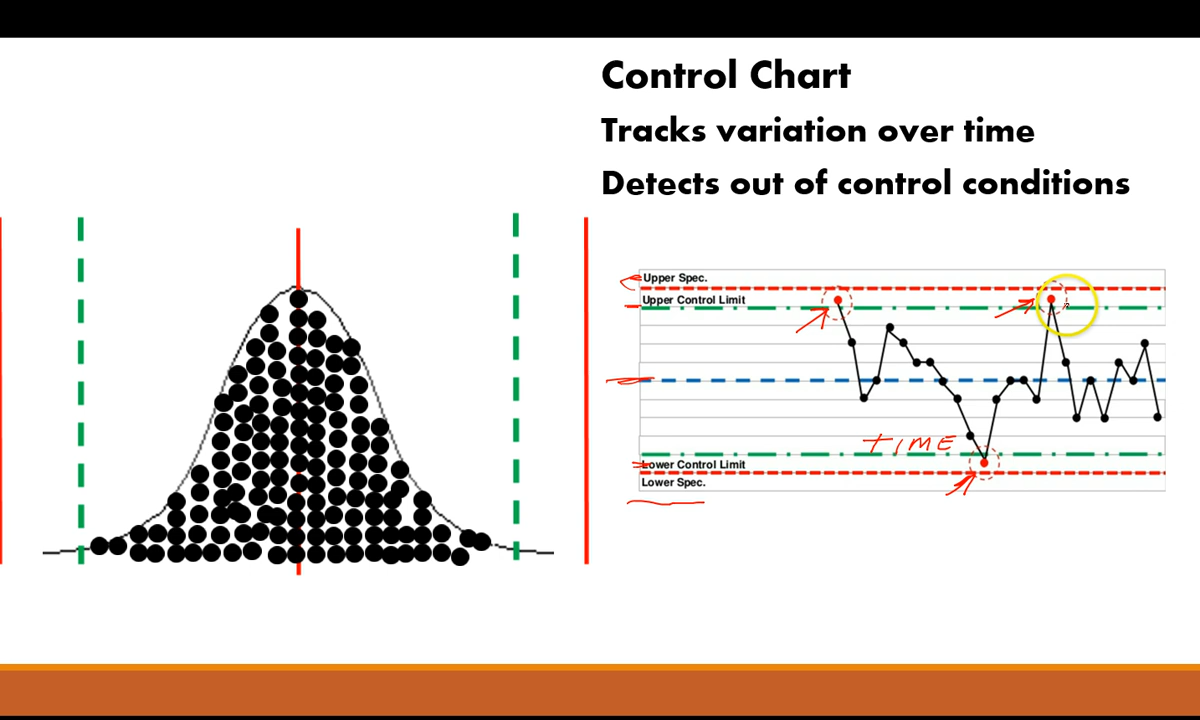 Control Chart
Tracks variation over time
Detects out of control conditions
Upper Spec.
Upper Control Limit
TIME
Lower Control Limit
Lower Spec.